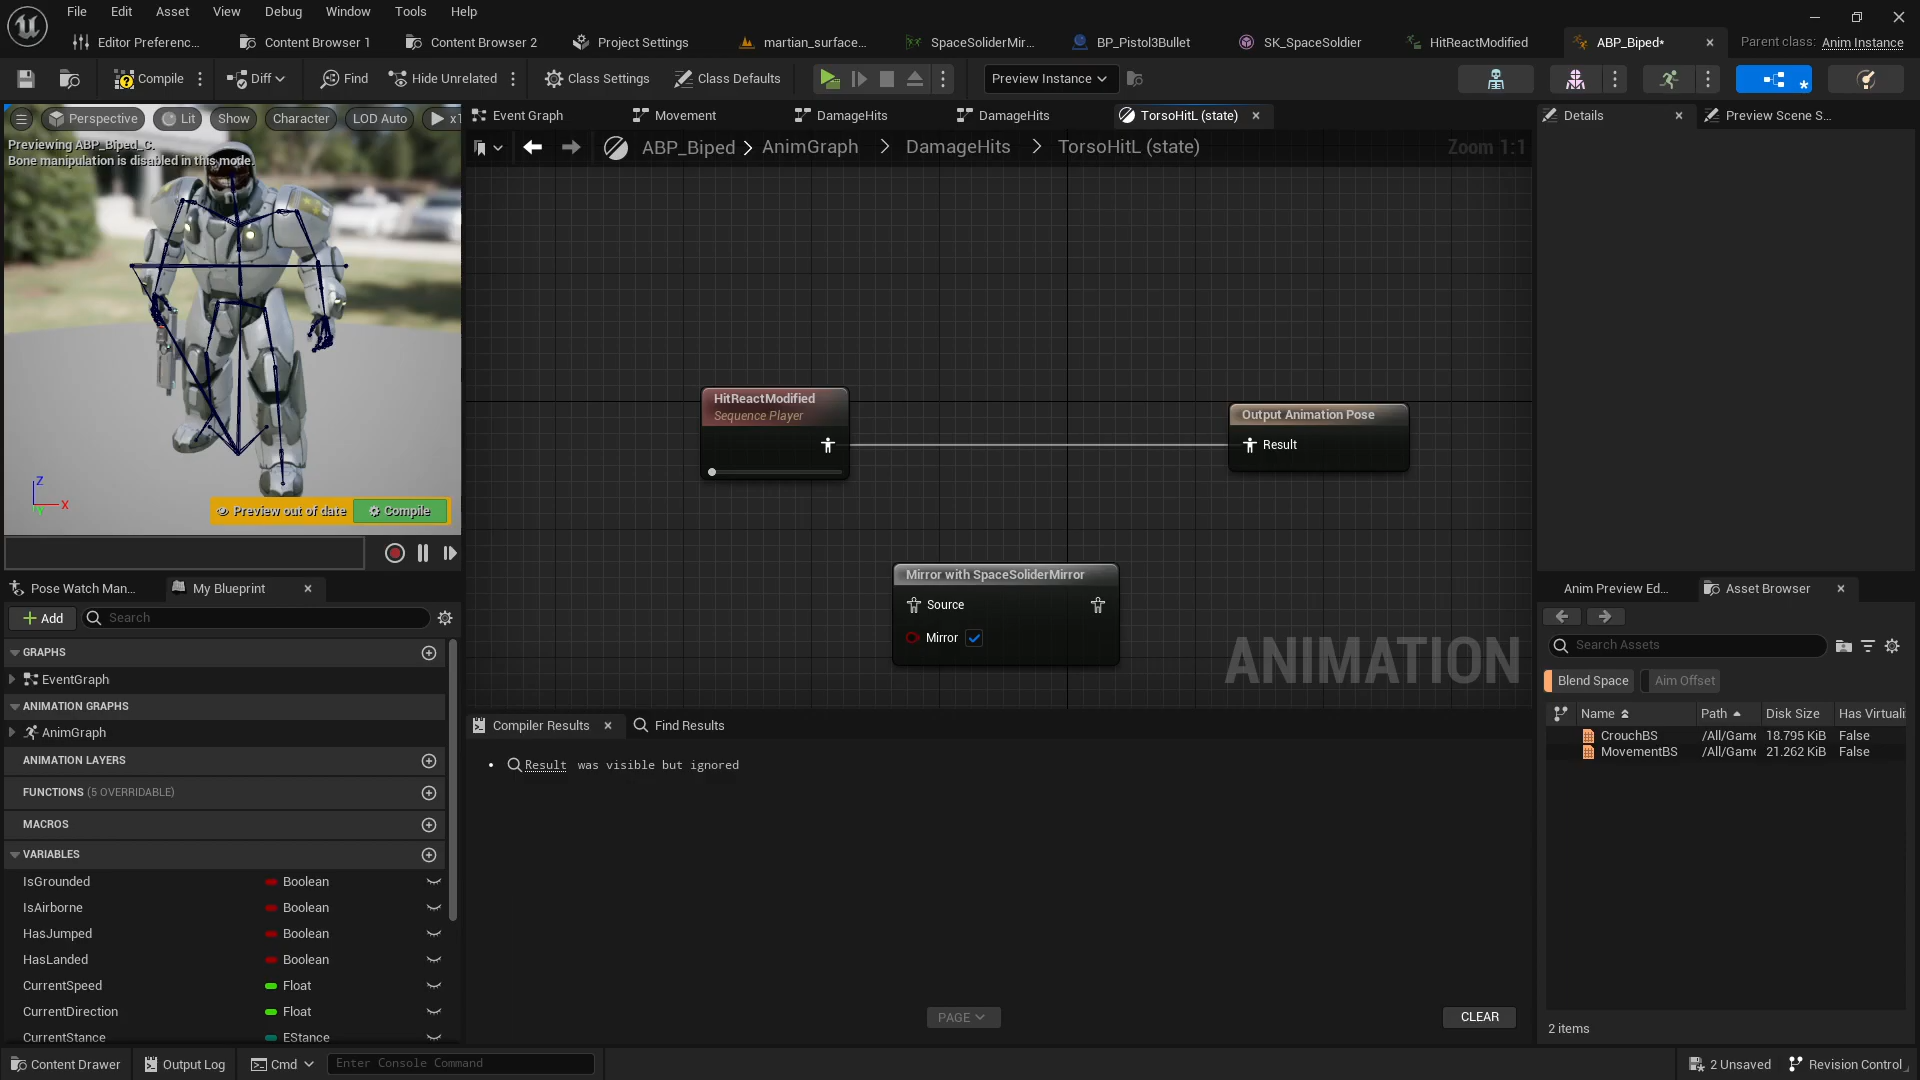 File Edit Asset View Debug Window Tools Help
Editor Preferenc... Content Browser 1 Content Browser 2 Project Settings martian_surface... SpaceSoliderMir... BP_Pistol3Bullet SK_SpaceSoldier HitReactModified ABP_Biped* Parent class: Anim Instance
Compile Diff Find Hide Unrelated Class Settings Class Defaults Preview Instance
Perspective Lit Show Character LOD Auto x1
Previewing ABP_Biped_C.
Bone manipulation is disabled in this mode.
Z
X
Y
Preview out of date Compile
Pose Watch Man... My Blueprint
Add Search
GRAPHS
EventGraph
ANIMATION GRAPHS
AnimGraph
ANIMATION LAYERS
FUNCTIONS (5 OVERRIDABLE)
MACROS
VARIABLES
IsGrounded Boolean
IsAirborne Boolean
HasJumped Boolean
HasLanded Boolean
CurrentSpeed Float
CurrentDirection Float
CurrentStance EStance
Event Graph Movement DamageHits DamageHits TorsoHitL (state)
ABP_Biped > AnimGraph > DamageHits > TorsoHitL (state) Zoom 1:1
HitReactModified
Sequence Player
Output Animation Pose
Result
Mirror with SpaceSoliderMirror
Source
Mirror
ANIMATION
Compiler Results Find Results
• Result was visible but ignored
PAGE CLEAR
Details Preview Scene S...
Anim Preview Ed... Asset Browser
Search Assets
Blend Space Aim Offset
Name Path Disk Size Has Virtuali
CrouchBS /All/Game 18.795 KiB False
MovementBS /All/Game 21.262 KiB False
2 items
Content Drawer Output Log Cmd Enter Console Command 2 Unsaved Revision Control